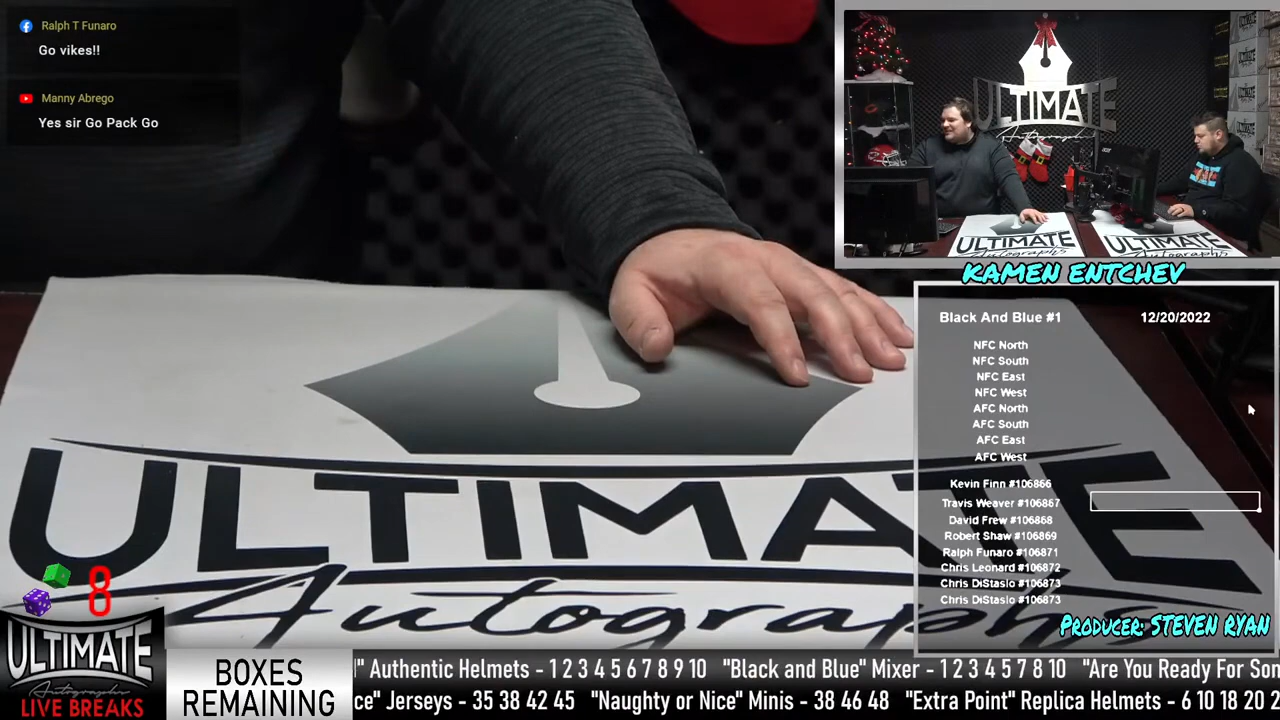 Ralph T Funaro
Go vikes!!
Manny Abrego
Yes sir Go Pack Go
ULTIMATE
ULTIMATE
Autographs
ULTIMATE
Autographs
KAMEN ENTCHEV
Black And Blue #1 12/20/2022
NFC North
NFC South
NFC East
NFC West
AFC North
AFC South
AFC East
AFC West
Kevin Finn #106866
Travis Weaver #106867
David Frew #106868
Robert Shaw #106869
Ralph Funaro #106871
Chris Leonard #106872
Chris DiStasio #106873
Chris DiStasio #106873
Producer: STEVEN RYAN
ULTIMATE
Autographs
8
ULTIMATE
Autographs
LIVE BREAKS
BOXES
REMAINING
" Authentic Helmets - 1 2 3 4 5 6 7 8 9 10 "Black and Blue" Mixer - 1 2 3 4 5 7 8 10 "Are You Ready For Som
ce" Jerseys - 35 38 42 45 "Naughty or Nice" Minis - 38 46 48 "Extra Point" Replica Helmets - 6 10 18 20 2